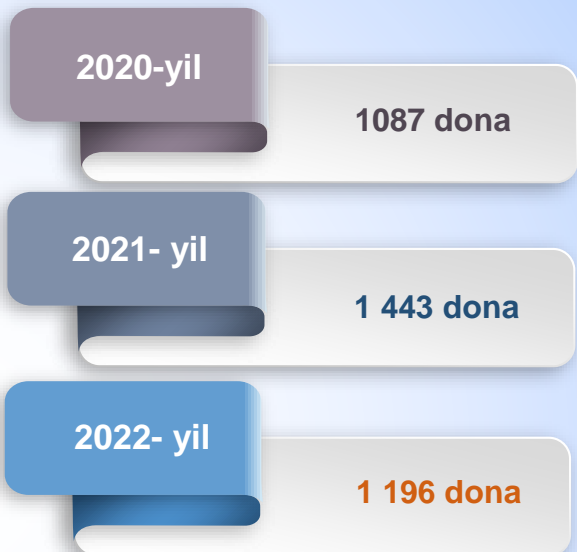 2020-yil
1087 dona
2021- yil
1 443 dona
2022- yil
1 196 dona